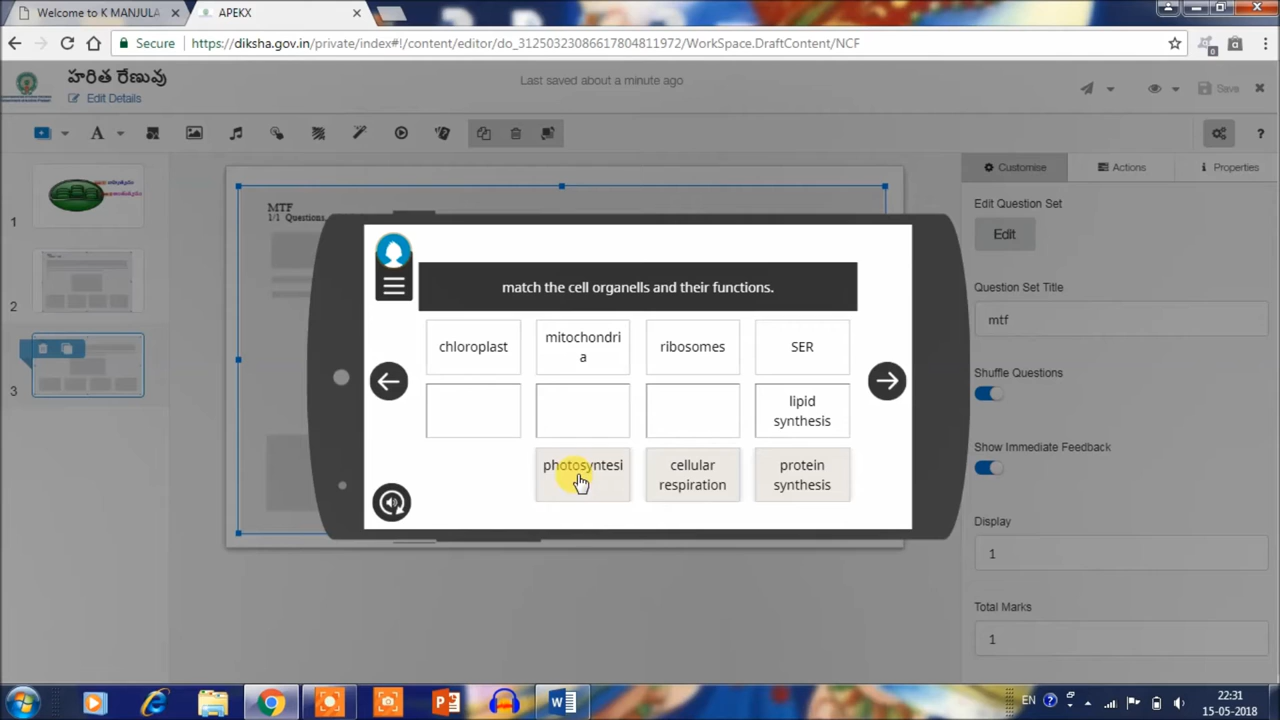 Welcome to K MANJULA
APEKX
Secure
https://diksha.gov.in/private/index#!/content/editor/do_31250323086617804811972/WorkSpace.DraftContent/NCF
హరిత రేణువు
Edit Details
Last saved about a minute ago
Save
A
?
Customise
Actions
Properties
1
2
3
MTF
1/1 Questions,
match the cell organells and their functions.
chloroplast
mitochondri
a
ribosomes
SER
lipid
synthesis
photosyntesi
cellular
respiration
protein
synthesis
Edit Question Set
Edit
Question Set Title
mtf
Shuffle Questions
Show Immediate Feedback
Display
1
Total Marks
1
EN
22:31
15-05-2018